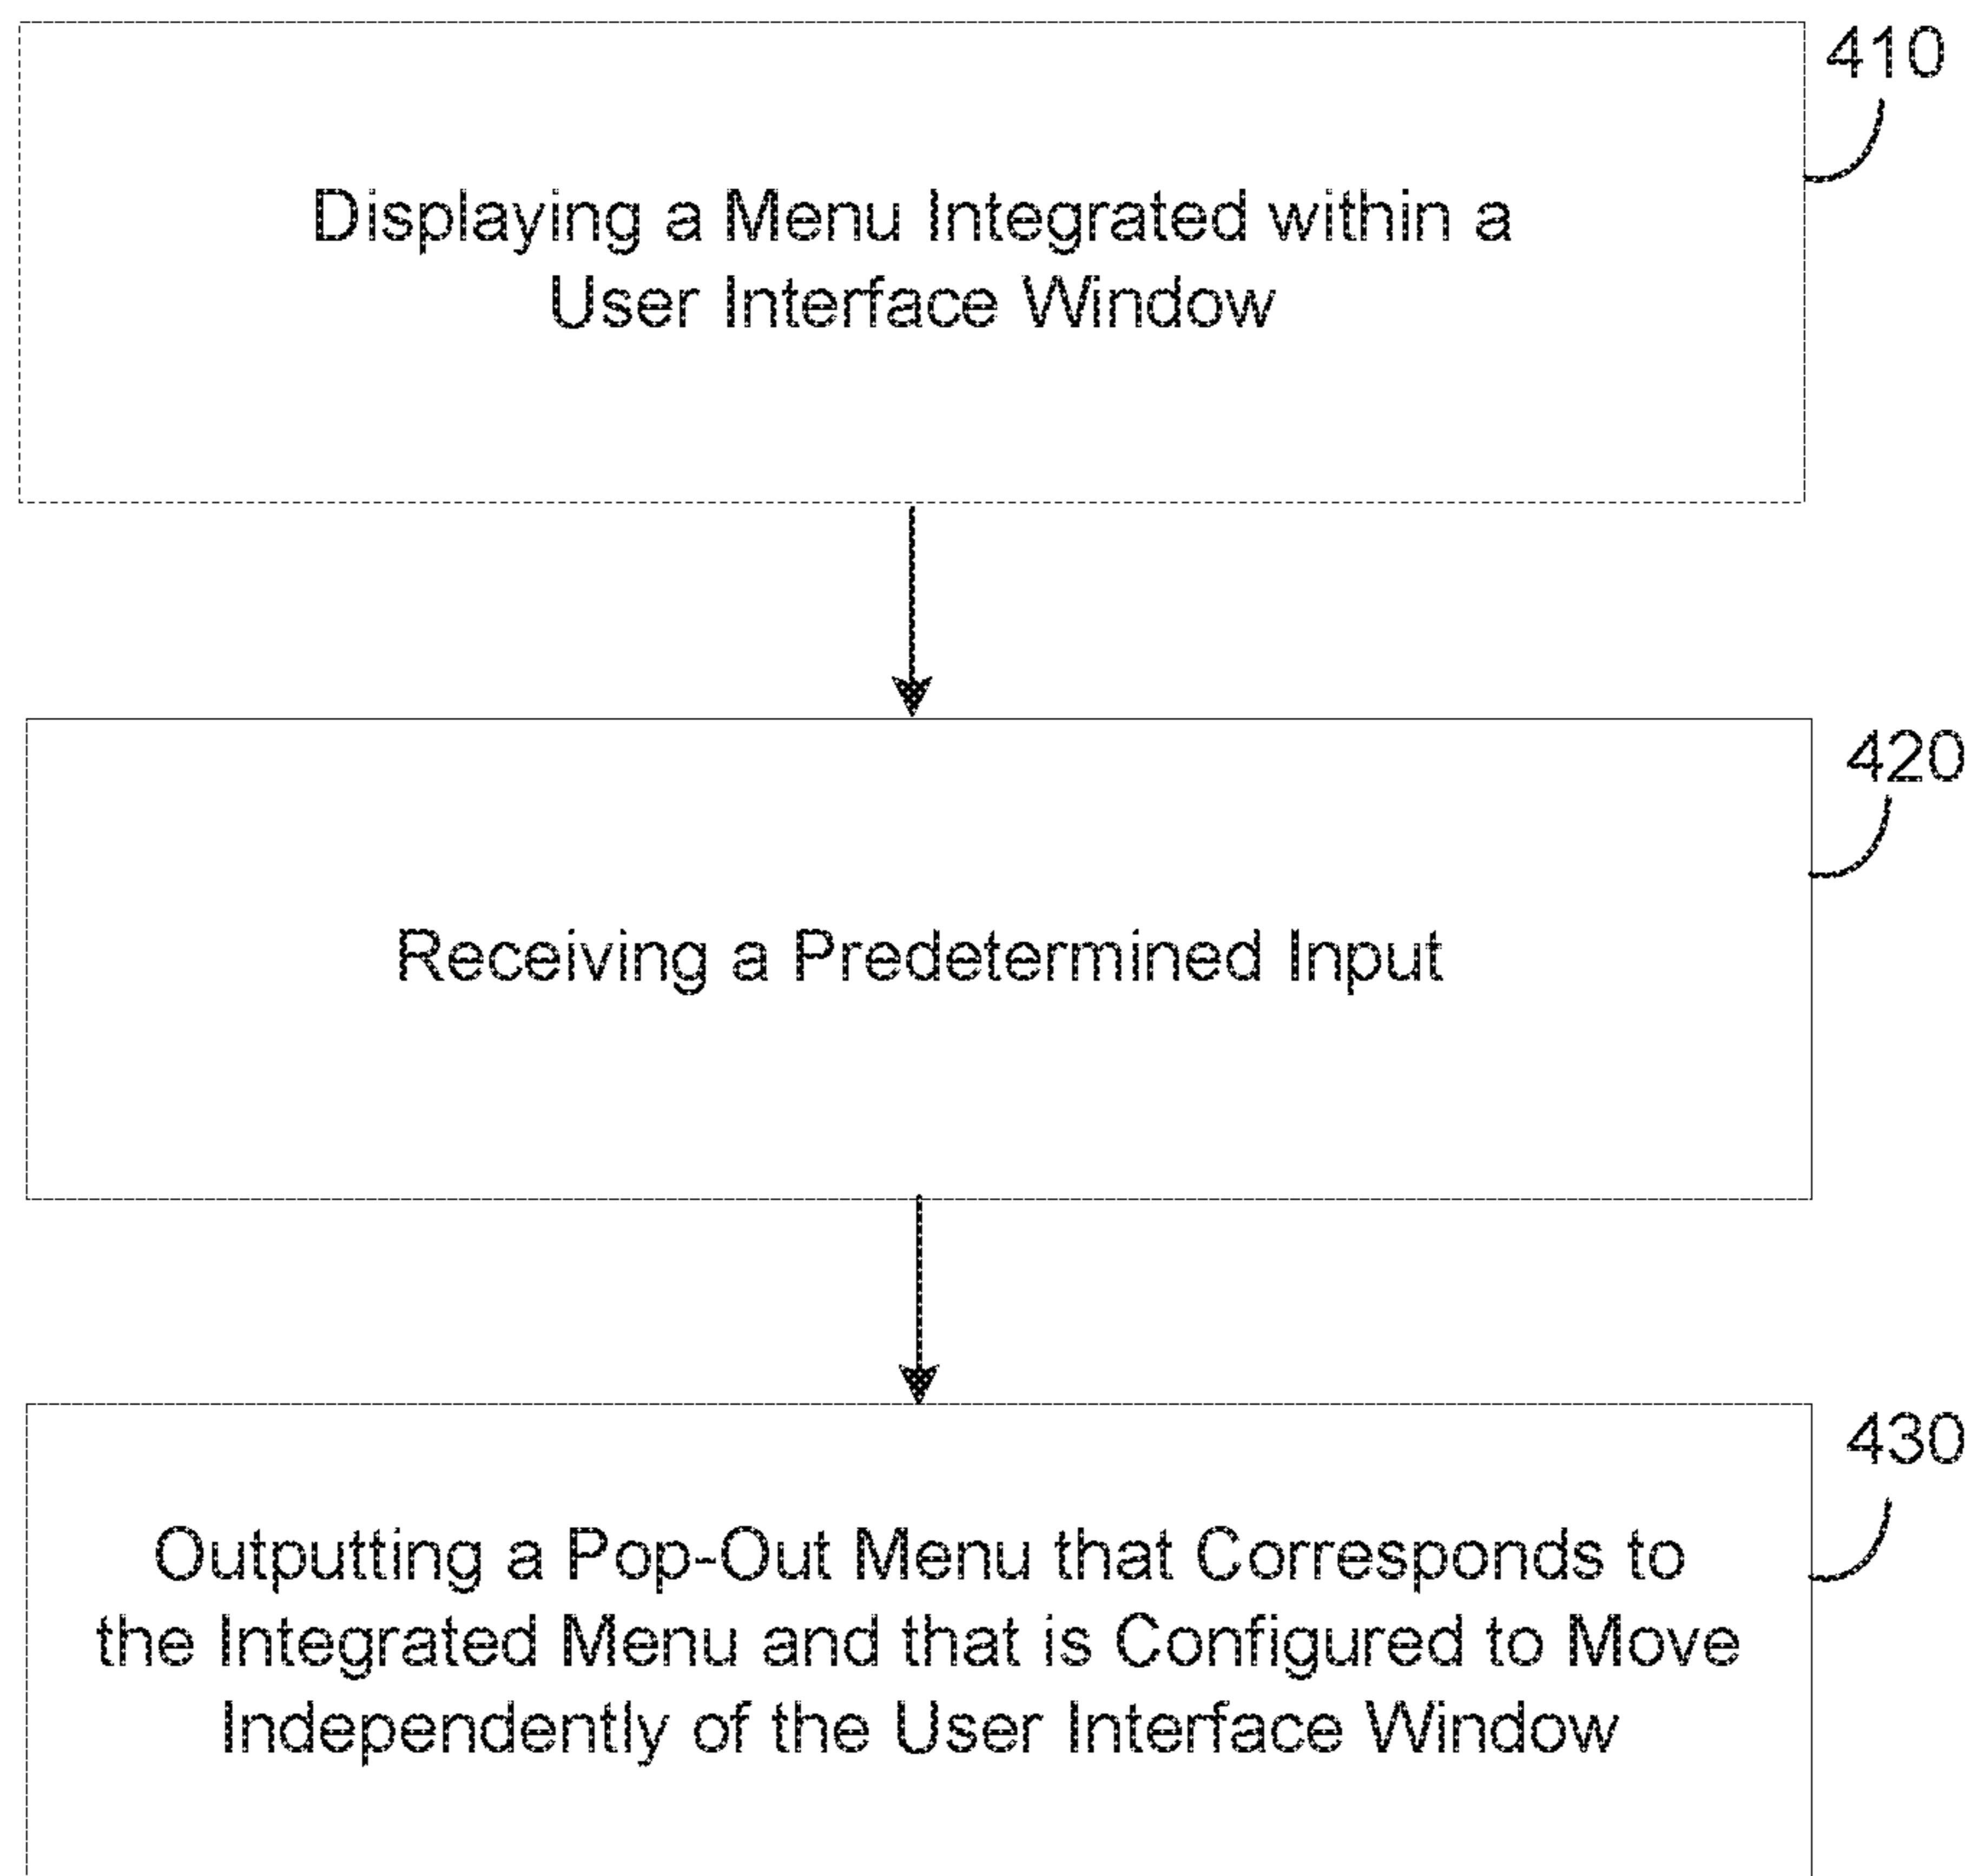 410
Displaying a Menu Integrated within a
User Interface Window
420
Receiving a Predetermined Input
430
Outputting a Pop-Out Menu that Corresponds to
the Integrated Menu and that is Configured to Move
Independently of the User Interface Window